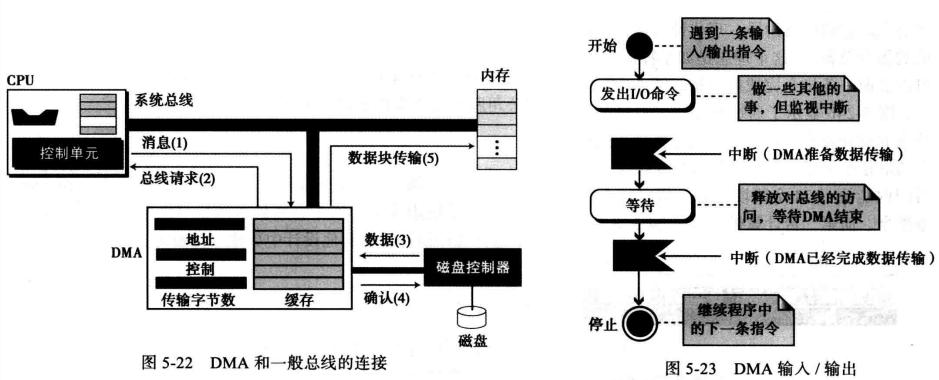 CPU
系统总线
控制单元
消息(1)
总线请求(2)
内存
数据块传输(5)
DMA
地址
控制
传输字节数
缓存
数据(3)
确认(4)
磁盘控制器
磁盘
图 5-22 DMA 和一般总线的连接
开始
遇到一条输
入/输出指令
发出I/O命令
做一些其他的
事，但监视中断
中断（DMA准备数据传输）
等待
释放对总线的访
问，等待DMA结束
中断（DMA已经完成数据传输）
停止
继续程序中
的下一条指令
图 5-23 DMA 输入 / 输出